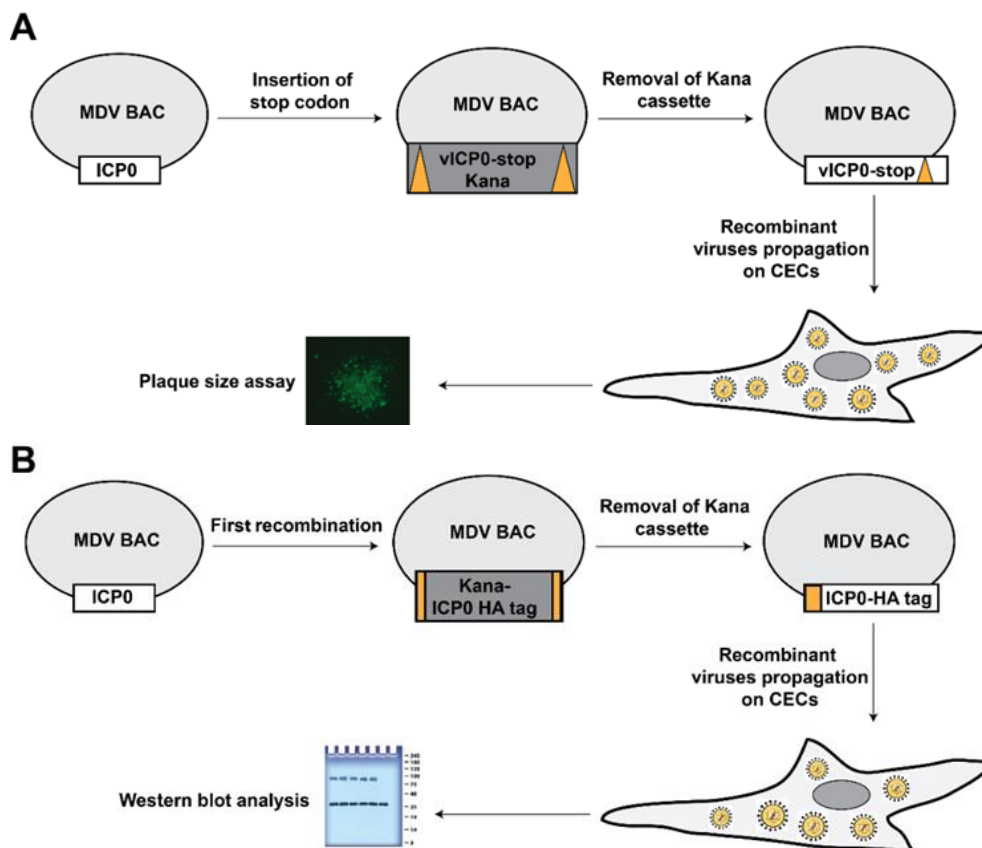 A
MDV BAC
ICP0
Insertion of
stop codon
MDV BAC
vICP0-stop
Kana
Removal of Kana
cassette
MDV BAC
vICP0-stop
Recombinant
viruses propagation
on CECs
Plaque size assay
B
MDV BAC
ICP0
First recombination
MDV BAC
Kana-
ICP0 HA tag
Removal of Kana
cassette
MDV BAC
ICP0-HA tag
Recombinant
viruses propagation
on CECs
Western blot analysis